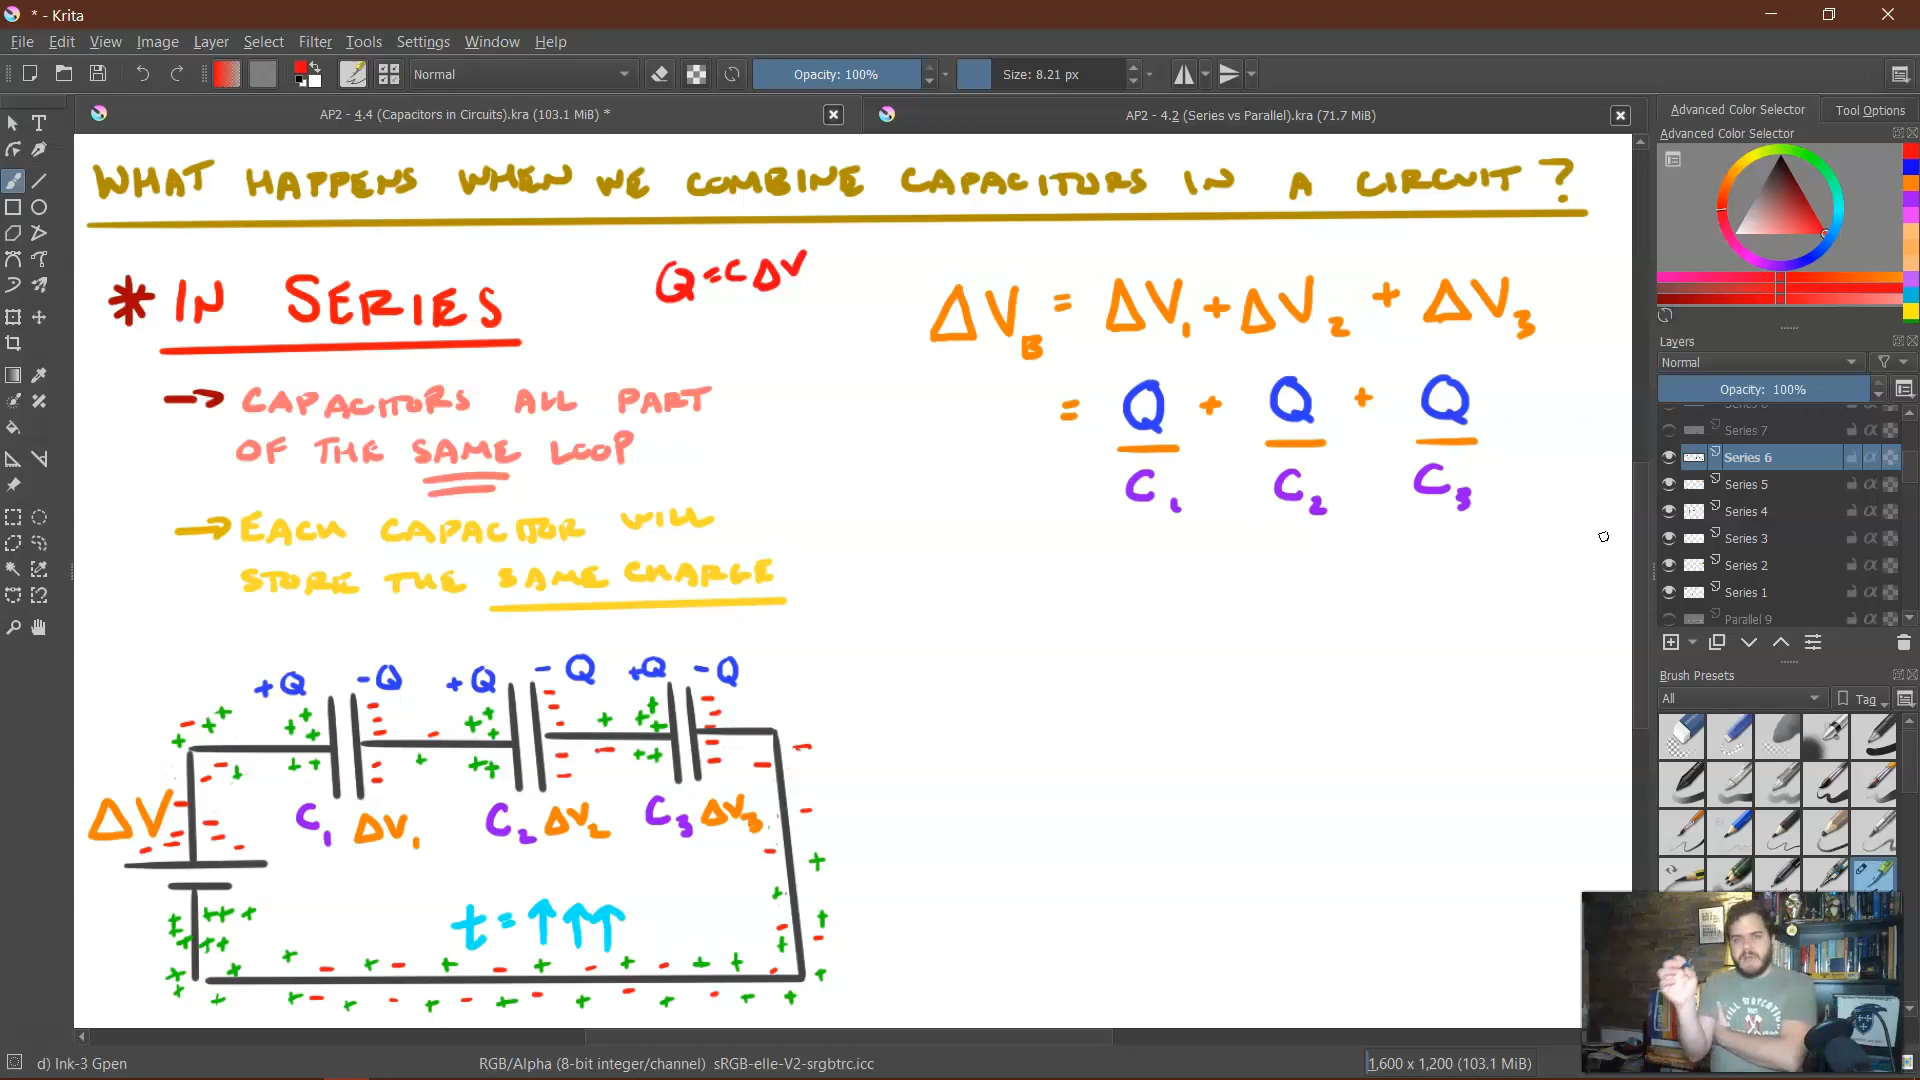 * - Krita
File Edit View Image Layer Select Filter Tools Settings Window Help
Normal Opacity: 100% Size: 8.21 px
AP2 - 4.4 (Capacitors in Circuits).kra (103.1 MiB) *
AP2 - 4.2 (Series vs Parallel).kra (71.7 MiB)
WHAT HAPPENS WHEN WE COMBINE CAPACITORS IN A CIRCUIT?
* IN SERIES
Q = C ΔV
→ CAPACITORS ALL PART
OF THE SAME LOOP
→ EACH CAPACITOR WILL
STORE THE SAME CHARGE
ΔV_B = ΔV₁ + ΔV₂ + ΔV₃
= Q/C₁ + Q/C₂ + Q/C₃
+Q -Q +Q -Q +Q -Q
ΔV C₁ ΔV₁ C₂ ΔV₂ C₃ ΔV₃
t = ↑↑↑
Advanced Color Selector Tool Options
Advanced Color Selector
Layers
Normal
Opacity: 100%
Series 7
Series 6
Series 5
Series 4
Series 3
Series 2
Series 1
Parallel 9
Brush Presets
All Tag
d) Ink-3 Gpen
RGB/Alpha (8-bit integer/channel) sRGB-elle-V2-srgbtrc.icc
1,600 x 1,200 (103.1 MiB)